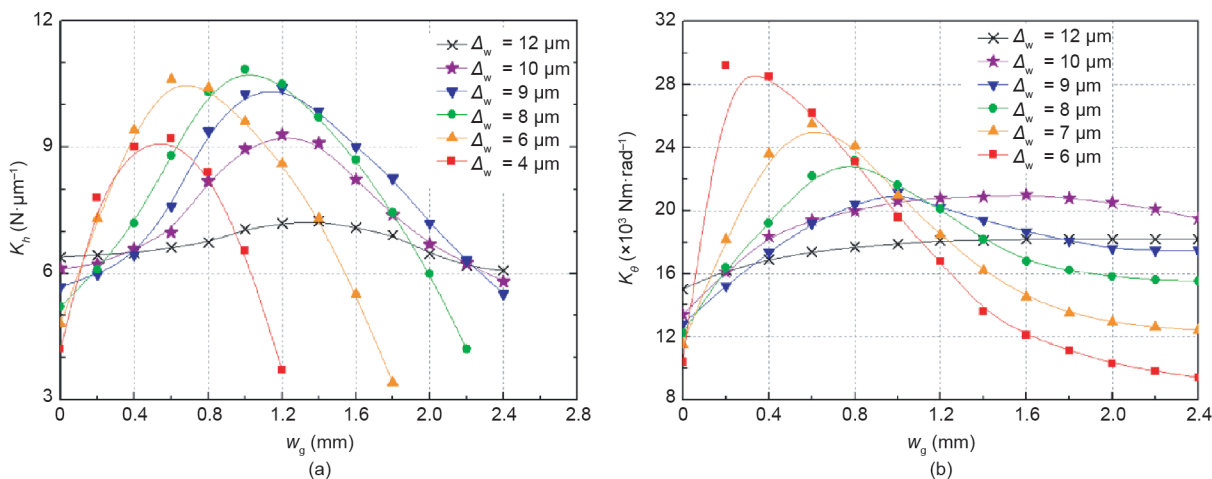 12
9
6
3
K_h (N·μm⁻¹)
0 0.4 0.8 1.2 1.6 2.0 2.4 2.8
w_g (mm)
(a)
Δ_w = 12 μm
Δ_w = 10 μm
Δ_w = 9 μm
Δ_w = 8 μm
Δ_w = 6 μm
Δ_w = 4 μm
32
28
24
20
16
12
8
K_θ (×10³ Nm·rad⁻¹)
0 0.4 0.8 1.2 1.6 2.0 2.4
w_g (mm)
(b)
Δ_w = 12 μm
Δ_w = 10 μm
Δ_w = 9 μm
Δ_w = 8 μm
Δ_w = 7 μm
Δ_w = 6 μm